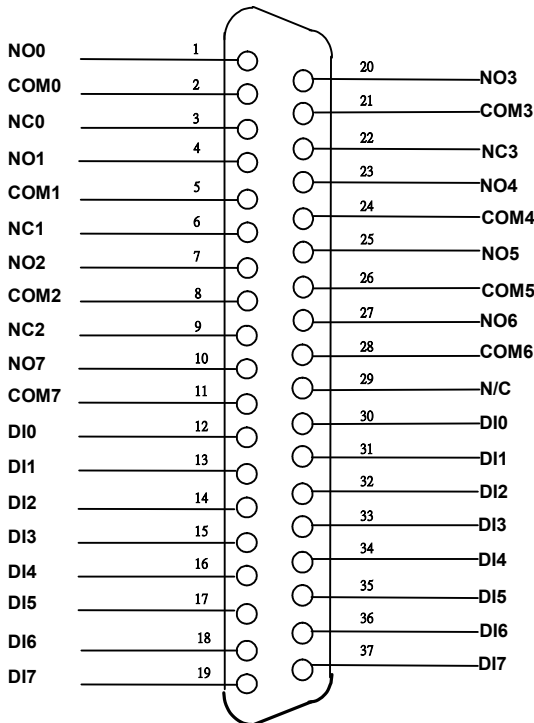 NO0 1
COM0 2
NC0 3
NO1 4
COM1 5
NC1 6
NO2 7
COM2 8
NC2 9
NO7 10
COM7 11
DI0 12
DI1 13
DI2 14
DI3 15
DI4 16
DI5 17
DI6 18
DI7 19
20 NO3
21 COM3
22 NC3
23 NO4
24 COM4
25 NO5
26 COM5
27 NO6
28 COM6
29 N/C
30 DI0
31 DI1
32 DI2
33 DI3
34 DI4
35 DI5
36 DI6
37 DI7